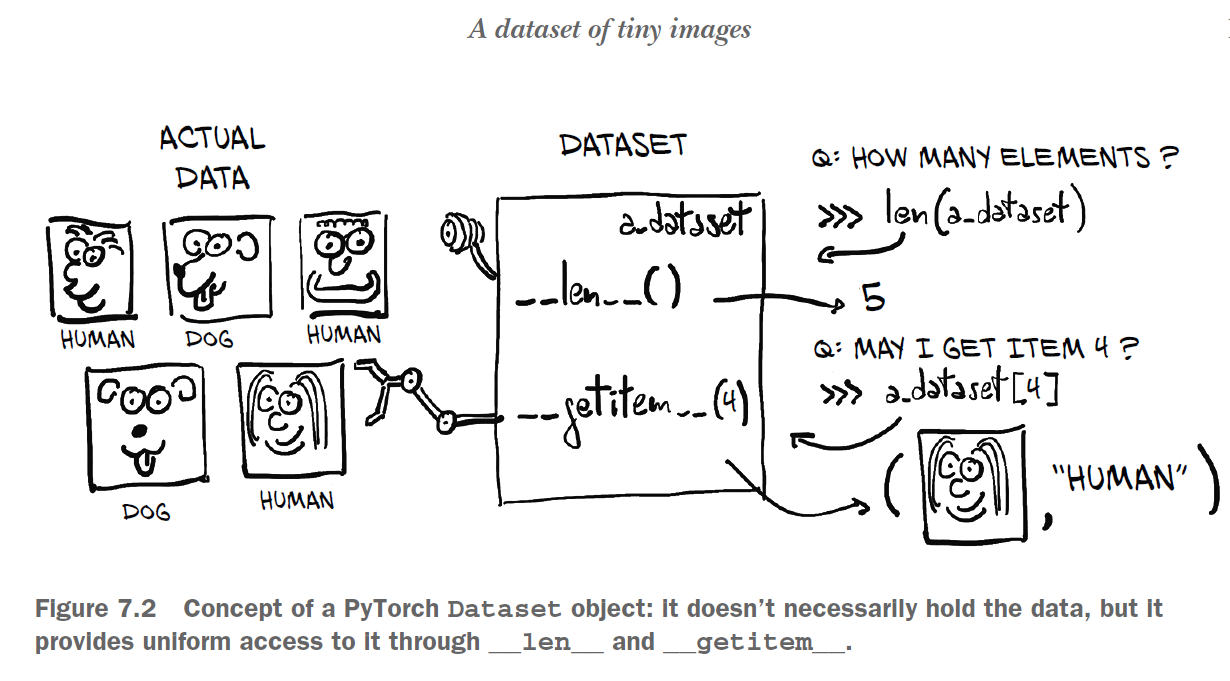 A dataset of tiny images
ACTUAL
DATA
HUMAN
DOG
HUMAN
DOG
HUMAN
DATASET
a_dataset
__len__()
__getitem__(4)
Q: HOW MANY ELEMENTS ?
>>> len(a_dataset)
5
Q: MAY I GET ITEM 4 ?
>>> a_dataset[4]
( , "HUMAN" )
Figure 7.2 Concept of a PyTorch Dataset object: it doesn't necessarily hold the data, but it
provides uniform access to it through __len__ and __getitem__.